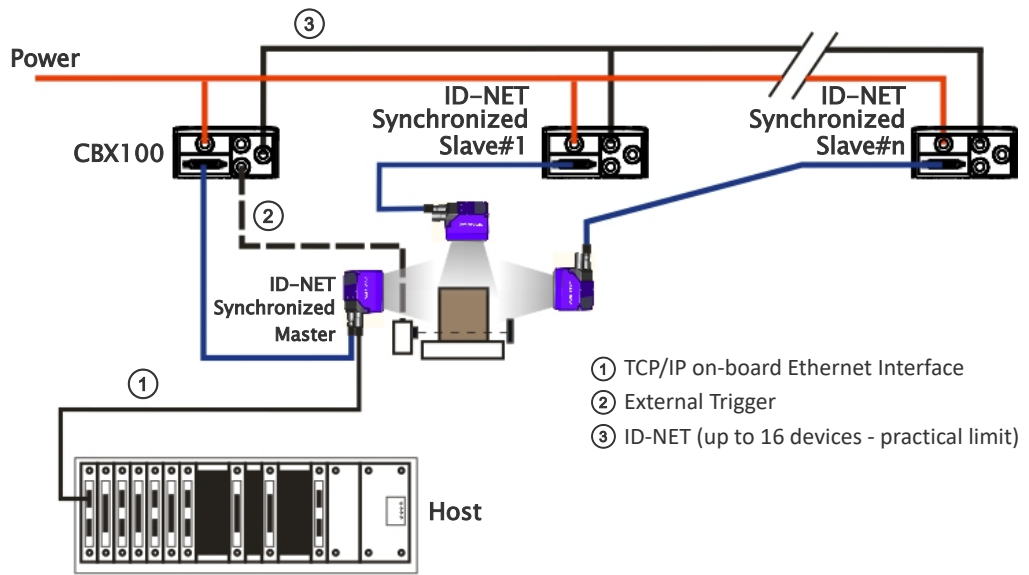 ③
Power
ID–NET
Synchronized
Slave#1
ID–NET
Synchronized
Slave#n
CBX100
②
ID–NET
Synchronized
Master
①
① TCP/IP on-board Ethernet Interface
② External Trigger
③ ID-NET (up to 16 devices - practical limit)
Host